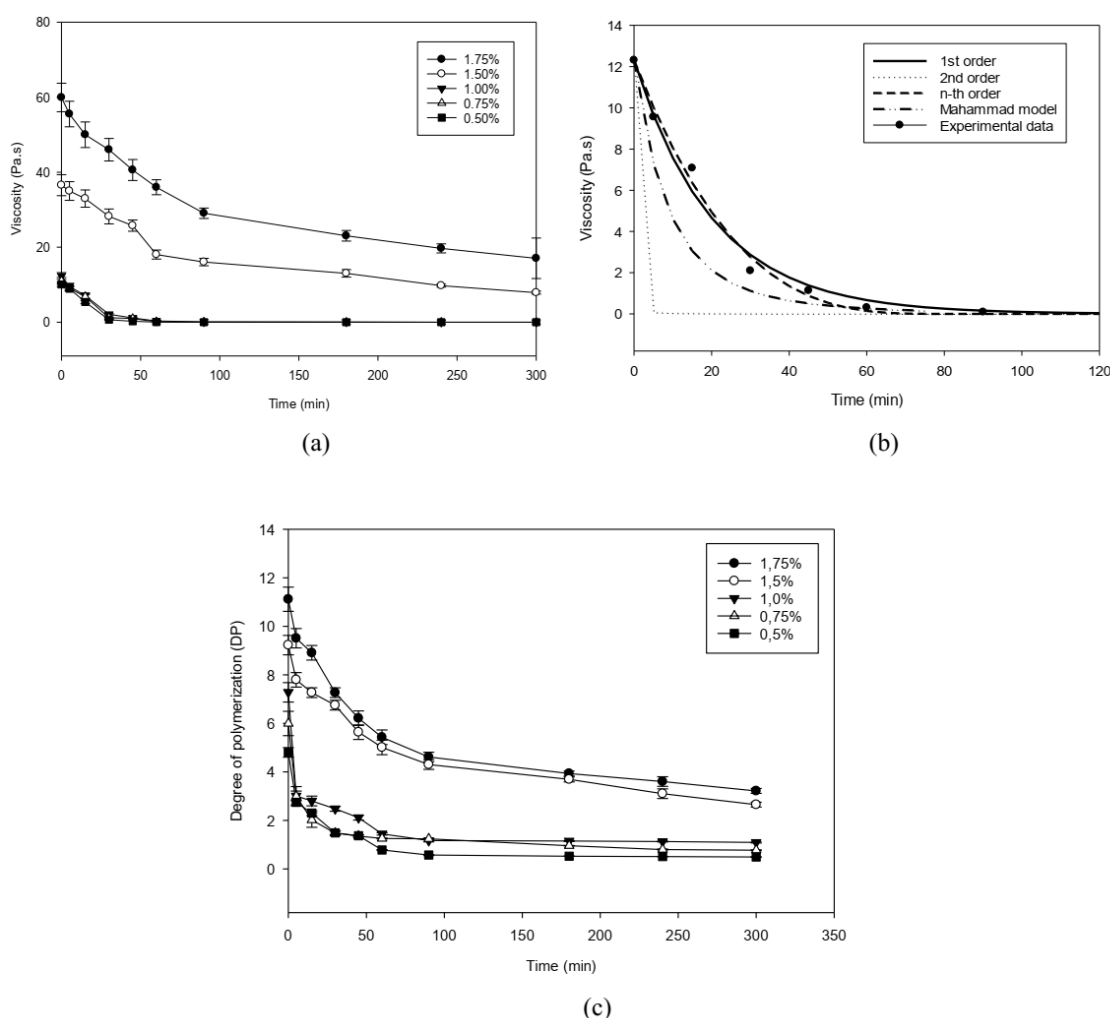 80
60
40
20
0
Viscosity (Pa.s)
0 50 100 150 200 250 300
Time (min)
1.75%
1.50%
1.00%
0.75%
0.50%
(a)
14
12
10
8
6
4
2
0
Viscosity (Pa.s)
0 20 40 60 80 100 120
Time (min)
1st order
2nd order
n-th order
Mahammad model
Experimental data
(b)
14
12
10
8
6
4
2
0
Degree of polymerization (DP)
0 50 100 150 200 250 300 350
Time (min)
1,75%
1,5%
1,0%
0,75%
0,5%
(c)